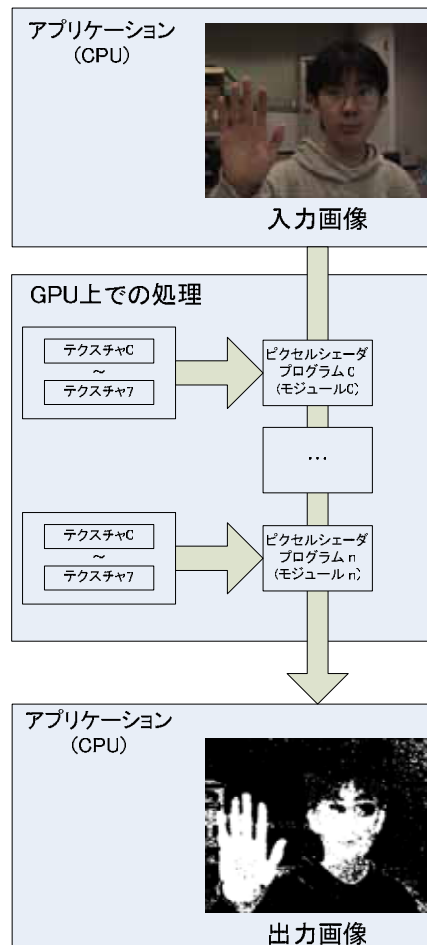 アプリケーション
(CPU)
入力画像
GPU上での処理
テクスチャ0
～
テクスチャ7
ピクセルシェーダ
プログラム 0
(モジュール0)
…
テクスチャ0
～
テクスチャ7
ピクセルシェーダ
プログラム n
(モジュール n)
アプリケーション
(CPU)
出力画像